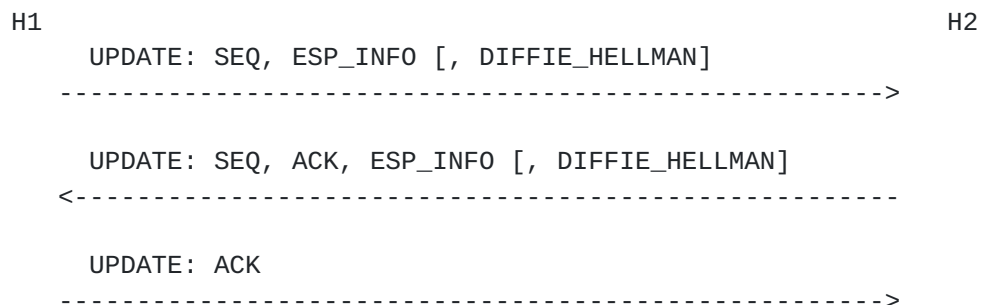 H1 H2
UPDATE: SEQ, ESP_INFO [, DIFFIE_HELLMAN]
----------------------------------------------------->
UPDATE: SEQ, ACK, ESP_INFO [, DIFFIE_HELLMAN]
<-----------------------------------------------------
UPDATE: ACK
----------------------------------------------------->